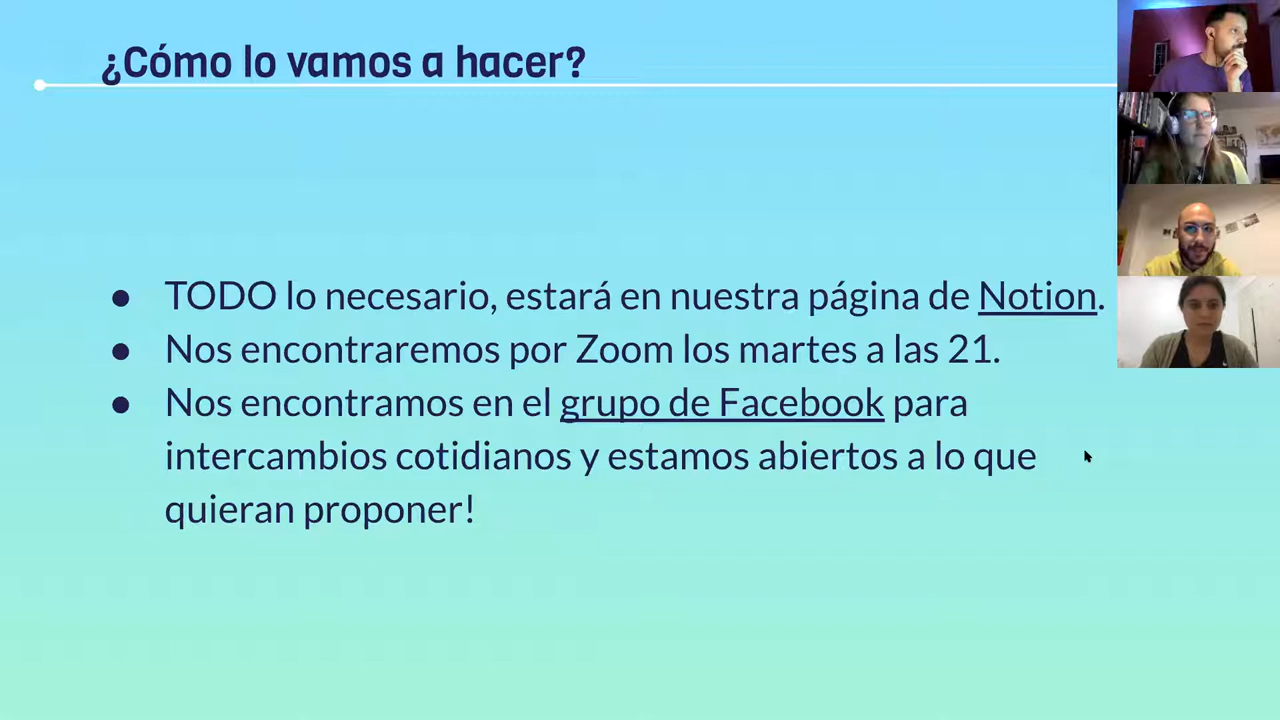 ¿Cómo lo vamos a hacer?
● TODO lo necesario, estará en nuestra página de Notion.
● Nos encontraremos por Zoom los martes a las 21.
● Nos encontramos en el grupo de Facebook para
intercambios cotidianos y estamos abiertos a lo que
quieran proponer!